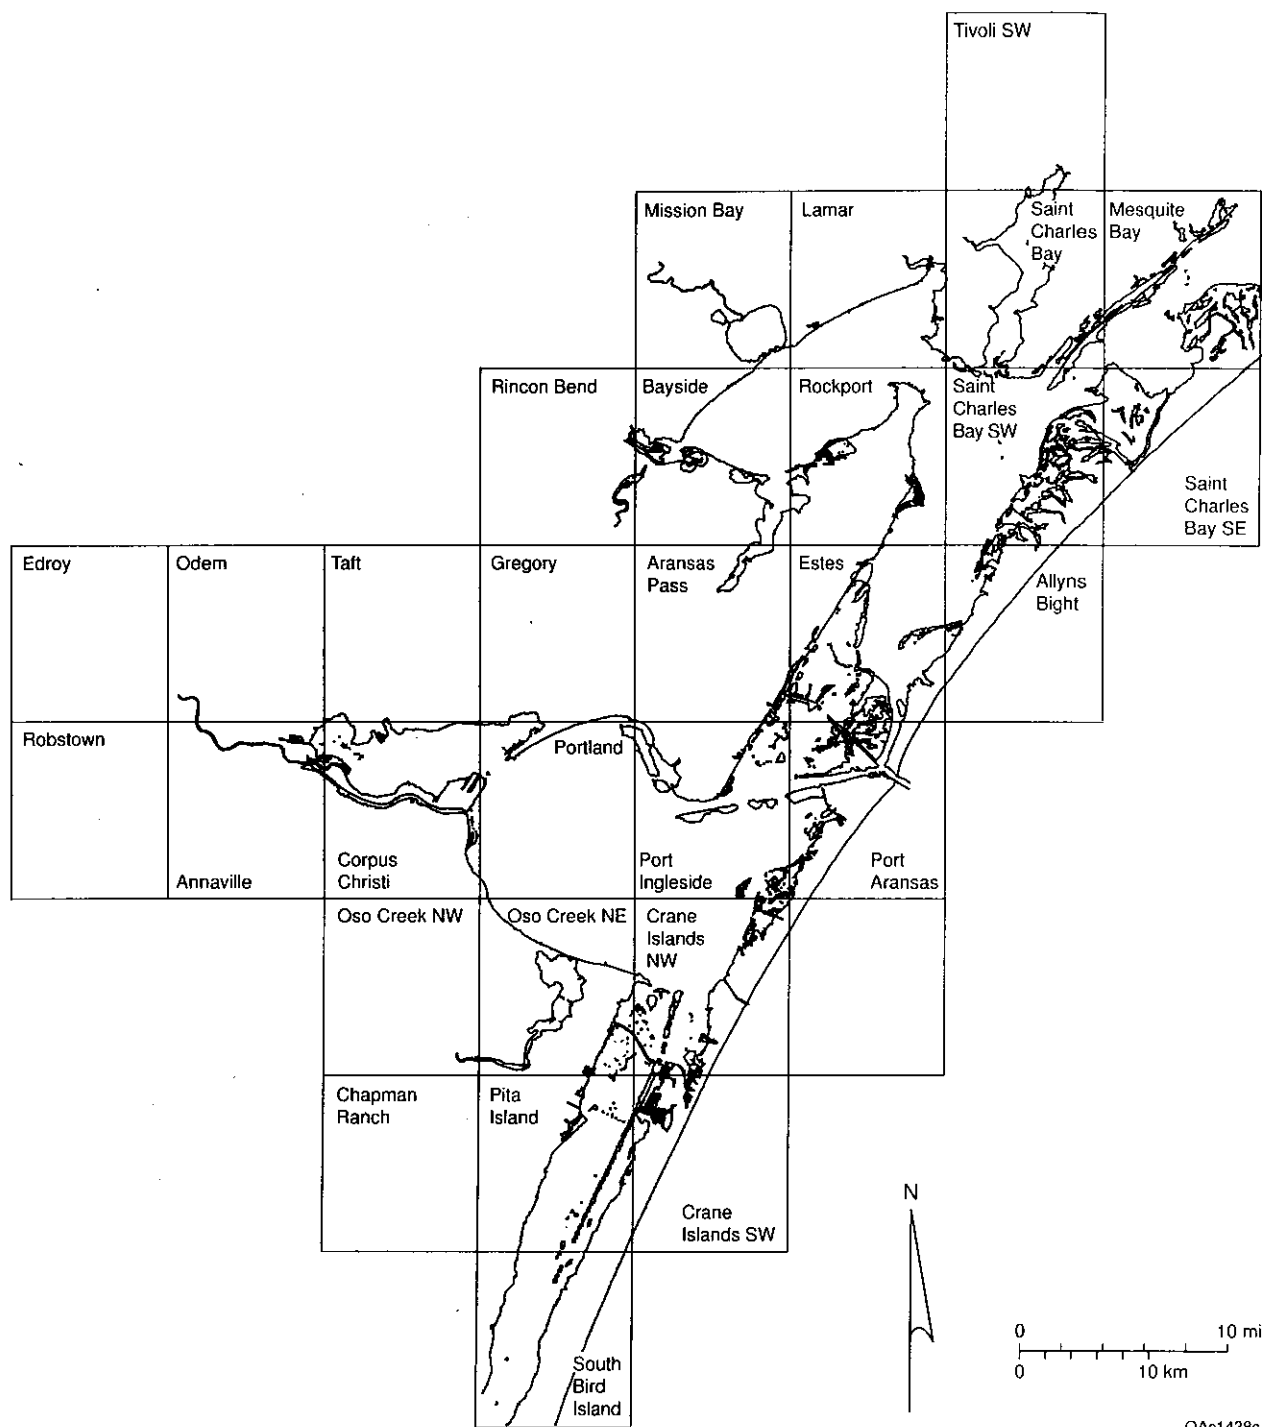 Tivoli SW
Mission Bay
Lamar
Saint
Charles
Bay
Mesquite
Bay
Rincon Bend
Bayside
Rockport
Saint
Charles
Bay SW
Saint
Charles
Bay SE
Edroy
Odem
Taft
Gregory
Aransas
Pass
Estes
Allyns
Bight
Robstown
Portland
Annaville
Corpus
Christi
Port
Ingleside
Port
Aransas
Oso Creek NW
Oso Creek NE
Crane
Islands
NW
Chapman
Ranch
Pita
Island
Crane
Islands SW
South
Bird
Island
N
0 10 mi
0 10 km